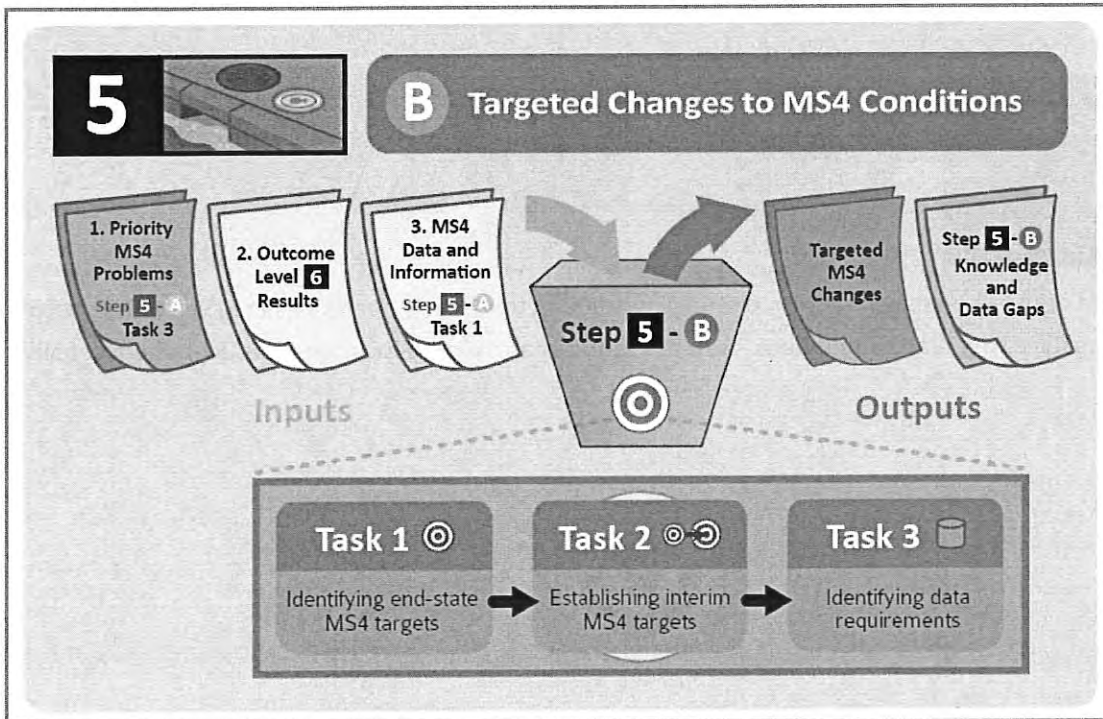 5
B Targeted Changes to MS4 Conditions
1. Priority
MS4
Problems
Step 5 - A
Task 3
2. Outcome
Level 6
Results
3. MS4
Data and
Information
Step 5 - A
Task 1
Step 5 - B
Targeted
MS4
Changes
Step 5 - B
Knowledge
and
Data Gaps
Inputs
Outputs
Task 1
Identifying end-state
MS4 targets
Task 2
Establishing interim
MS4 targets
Task 3
Identifying data
requirements